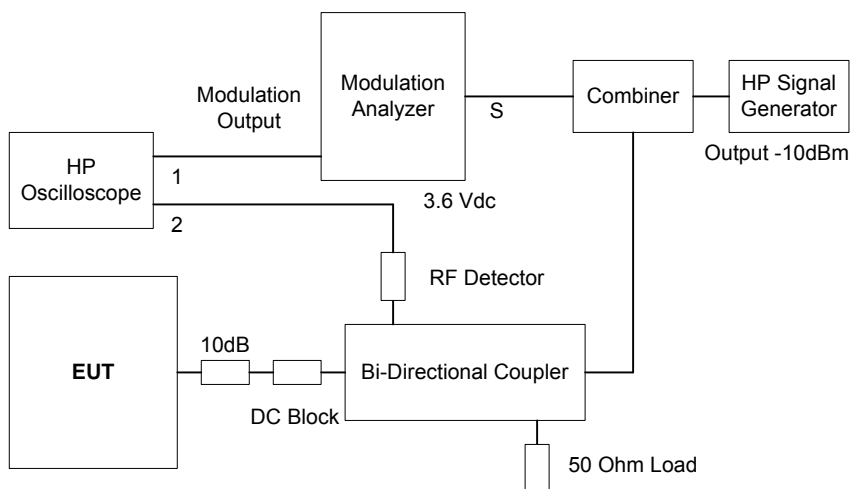 Modulation
Analyzer
Combiner
HP Signal
Generator
Modulation
Output
S
Output -10dBm
HP
Oscilloscope
1
2
3.6 Vdc
RF Detector
EUT
10dB
Bi-Directional Coupler
DC Block
50 Ohm Load